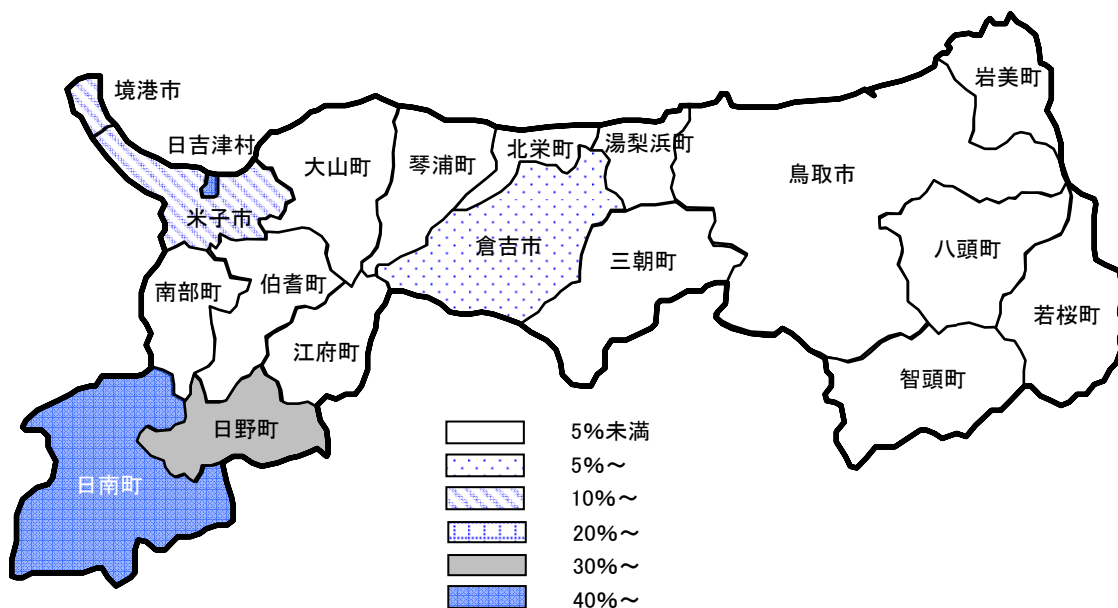 岩美町
境港市
日吉津村
大山町
琴浦町
北栄町
湯梨浜町
鳥取市
米子市
倉吉市
三朝町
八頭町
南部町
伯耆町
若桜町
江府町
智頭町
日野町
日南町
5%未満
5%～
10%～
20%～
30%～
40%～